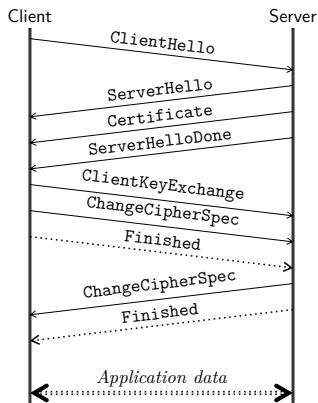 Client Server
ClientHello
ServerHello
Certificate
ServerHelloDone
ClientKeyExchange
ChangeCipherSpec
Finished
ChangeCipherSpec
Finished
Application data